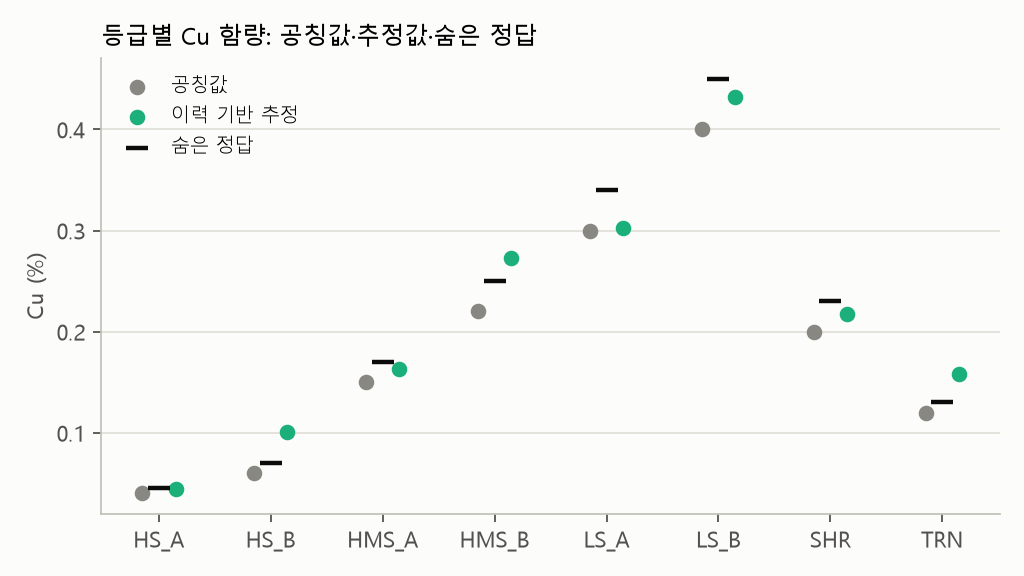 등급별 Cu 함량: 공칭값·추정값·숨은 정답
공칭값
이력 기반 추정
숨은 정답
Cu (%)
0.4
0.3
0.2
0.1
HS_A HS_B HMS_A HMS_B LS_A LS_B SHR TRN